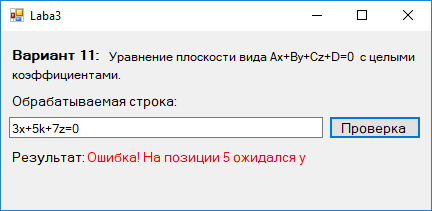 Laba3
Вариант 11: Уравнение плоскости вида Ax+By+Cz+D=0 с целыми
коэффициентами.
Обрабатываемая строка:
3x+5k+7z=0
Проверка
Результат: Ошибка! На позиции 5 ожидался y